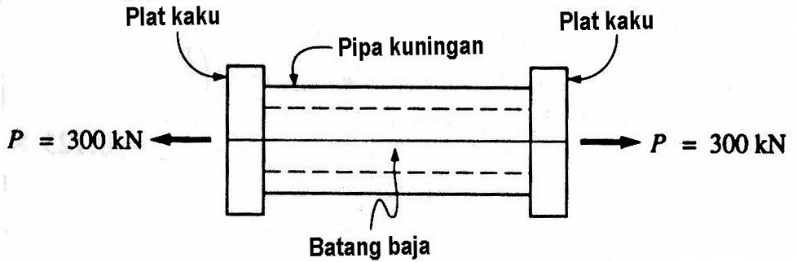 Plat kaku
Plat kaku
Pipa kuningan
P = 300 kN
P = 300 kN
Batang baja